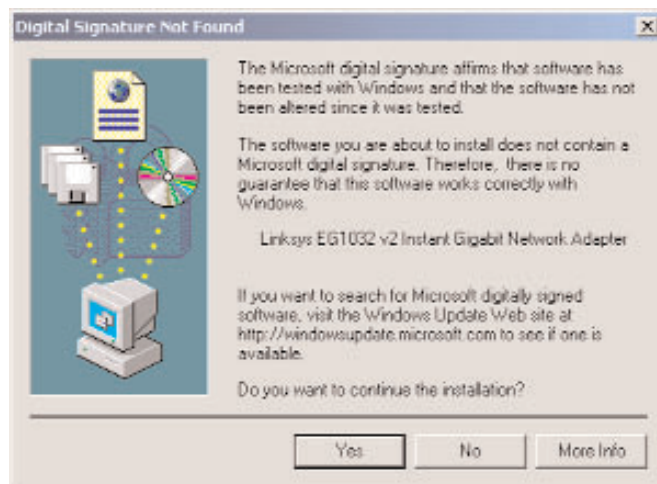 Digital Signature Not Found
The Microsoft digital signature affirms that software has
been tested with Windows and that the software has not
been altered since it was tested.
The software you are about to install does not contain a
Microsoft digital signature. Therefore, there is no
guarantee that this software works correctly with
Windows.
Linksys EG1032 v2 Instant Gigabit Network Adapter
If you want to search for Microsoft digitally signed
software, visit the Windows Update Web site at
http://windowsupdate.microsoft.com to see if one is
available.
Do you want to continue the installation?
Yes No More Info